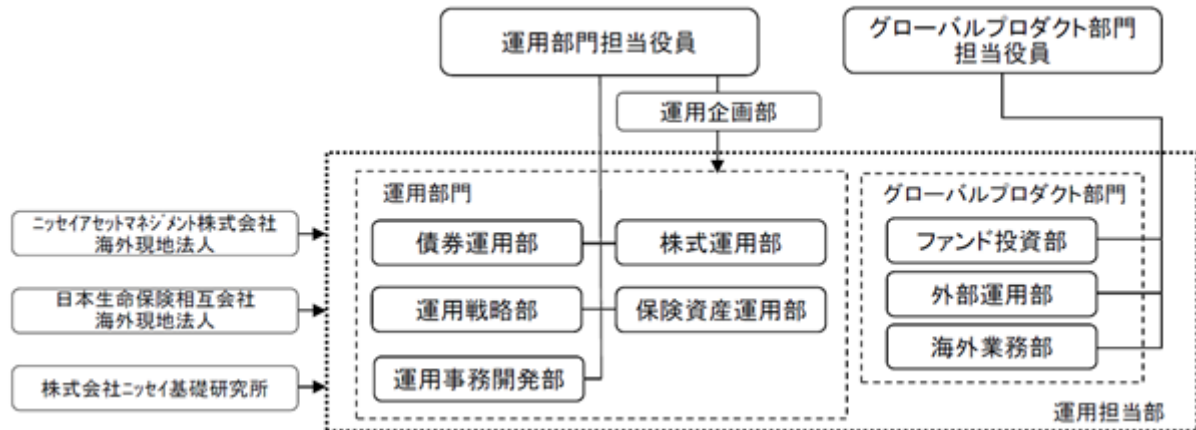 運用部門担当役員
グローバルプロダクト部門
担当役員
運用企画部
運用部門
グローバルプロダクト部門
ニッセイアセットマネジメント株式会社
海外現地法人
債券運用部
株式運用部
ファンド投資部
日本生命保険相互会社
海外現地法人
運用戦略部
保険資産運用部
外部運用部
海外業務部
株式会社ニッセイ基礎研究所
運用事務開発部
運用担当部